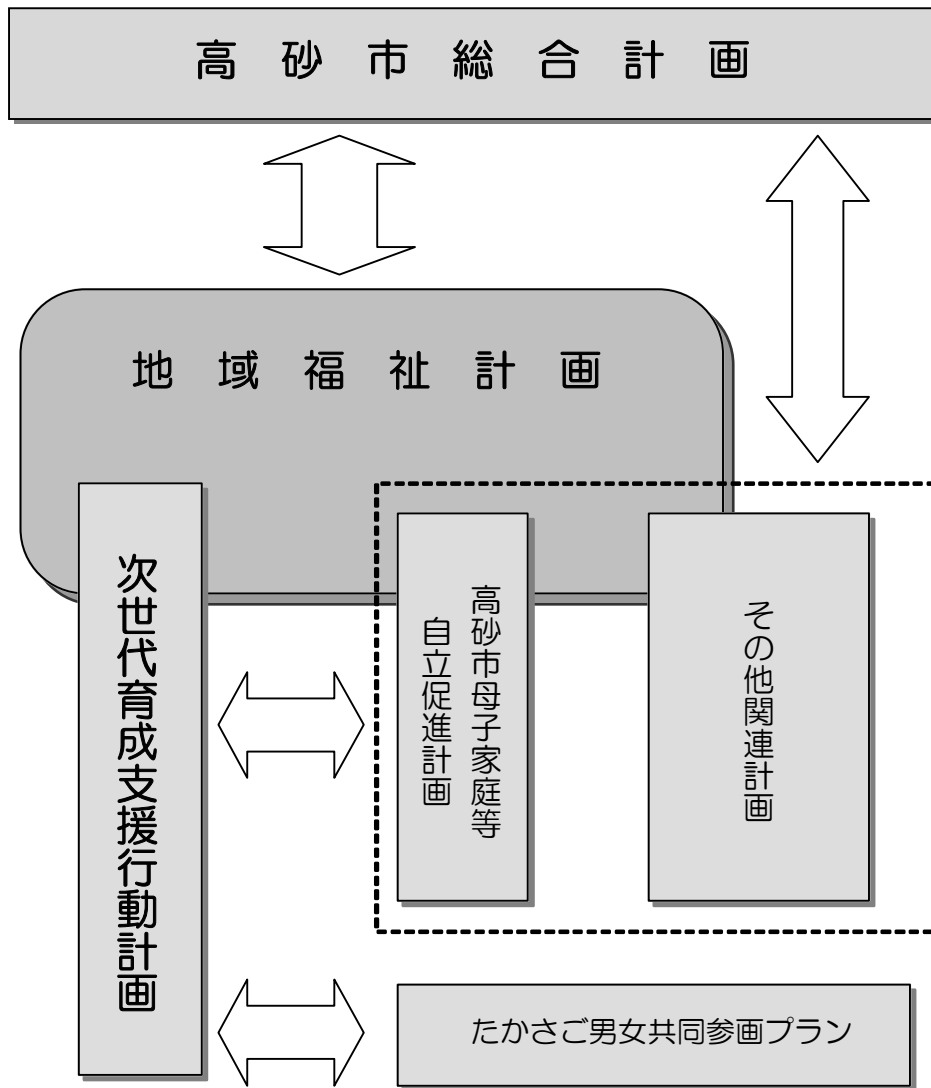 高砂市総合計画
地域福祉計画
次世代育成支援行動計画
高砂市母子家庭等
自立促進計画
その他関連計画
たかさご男女共同参画プラン